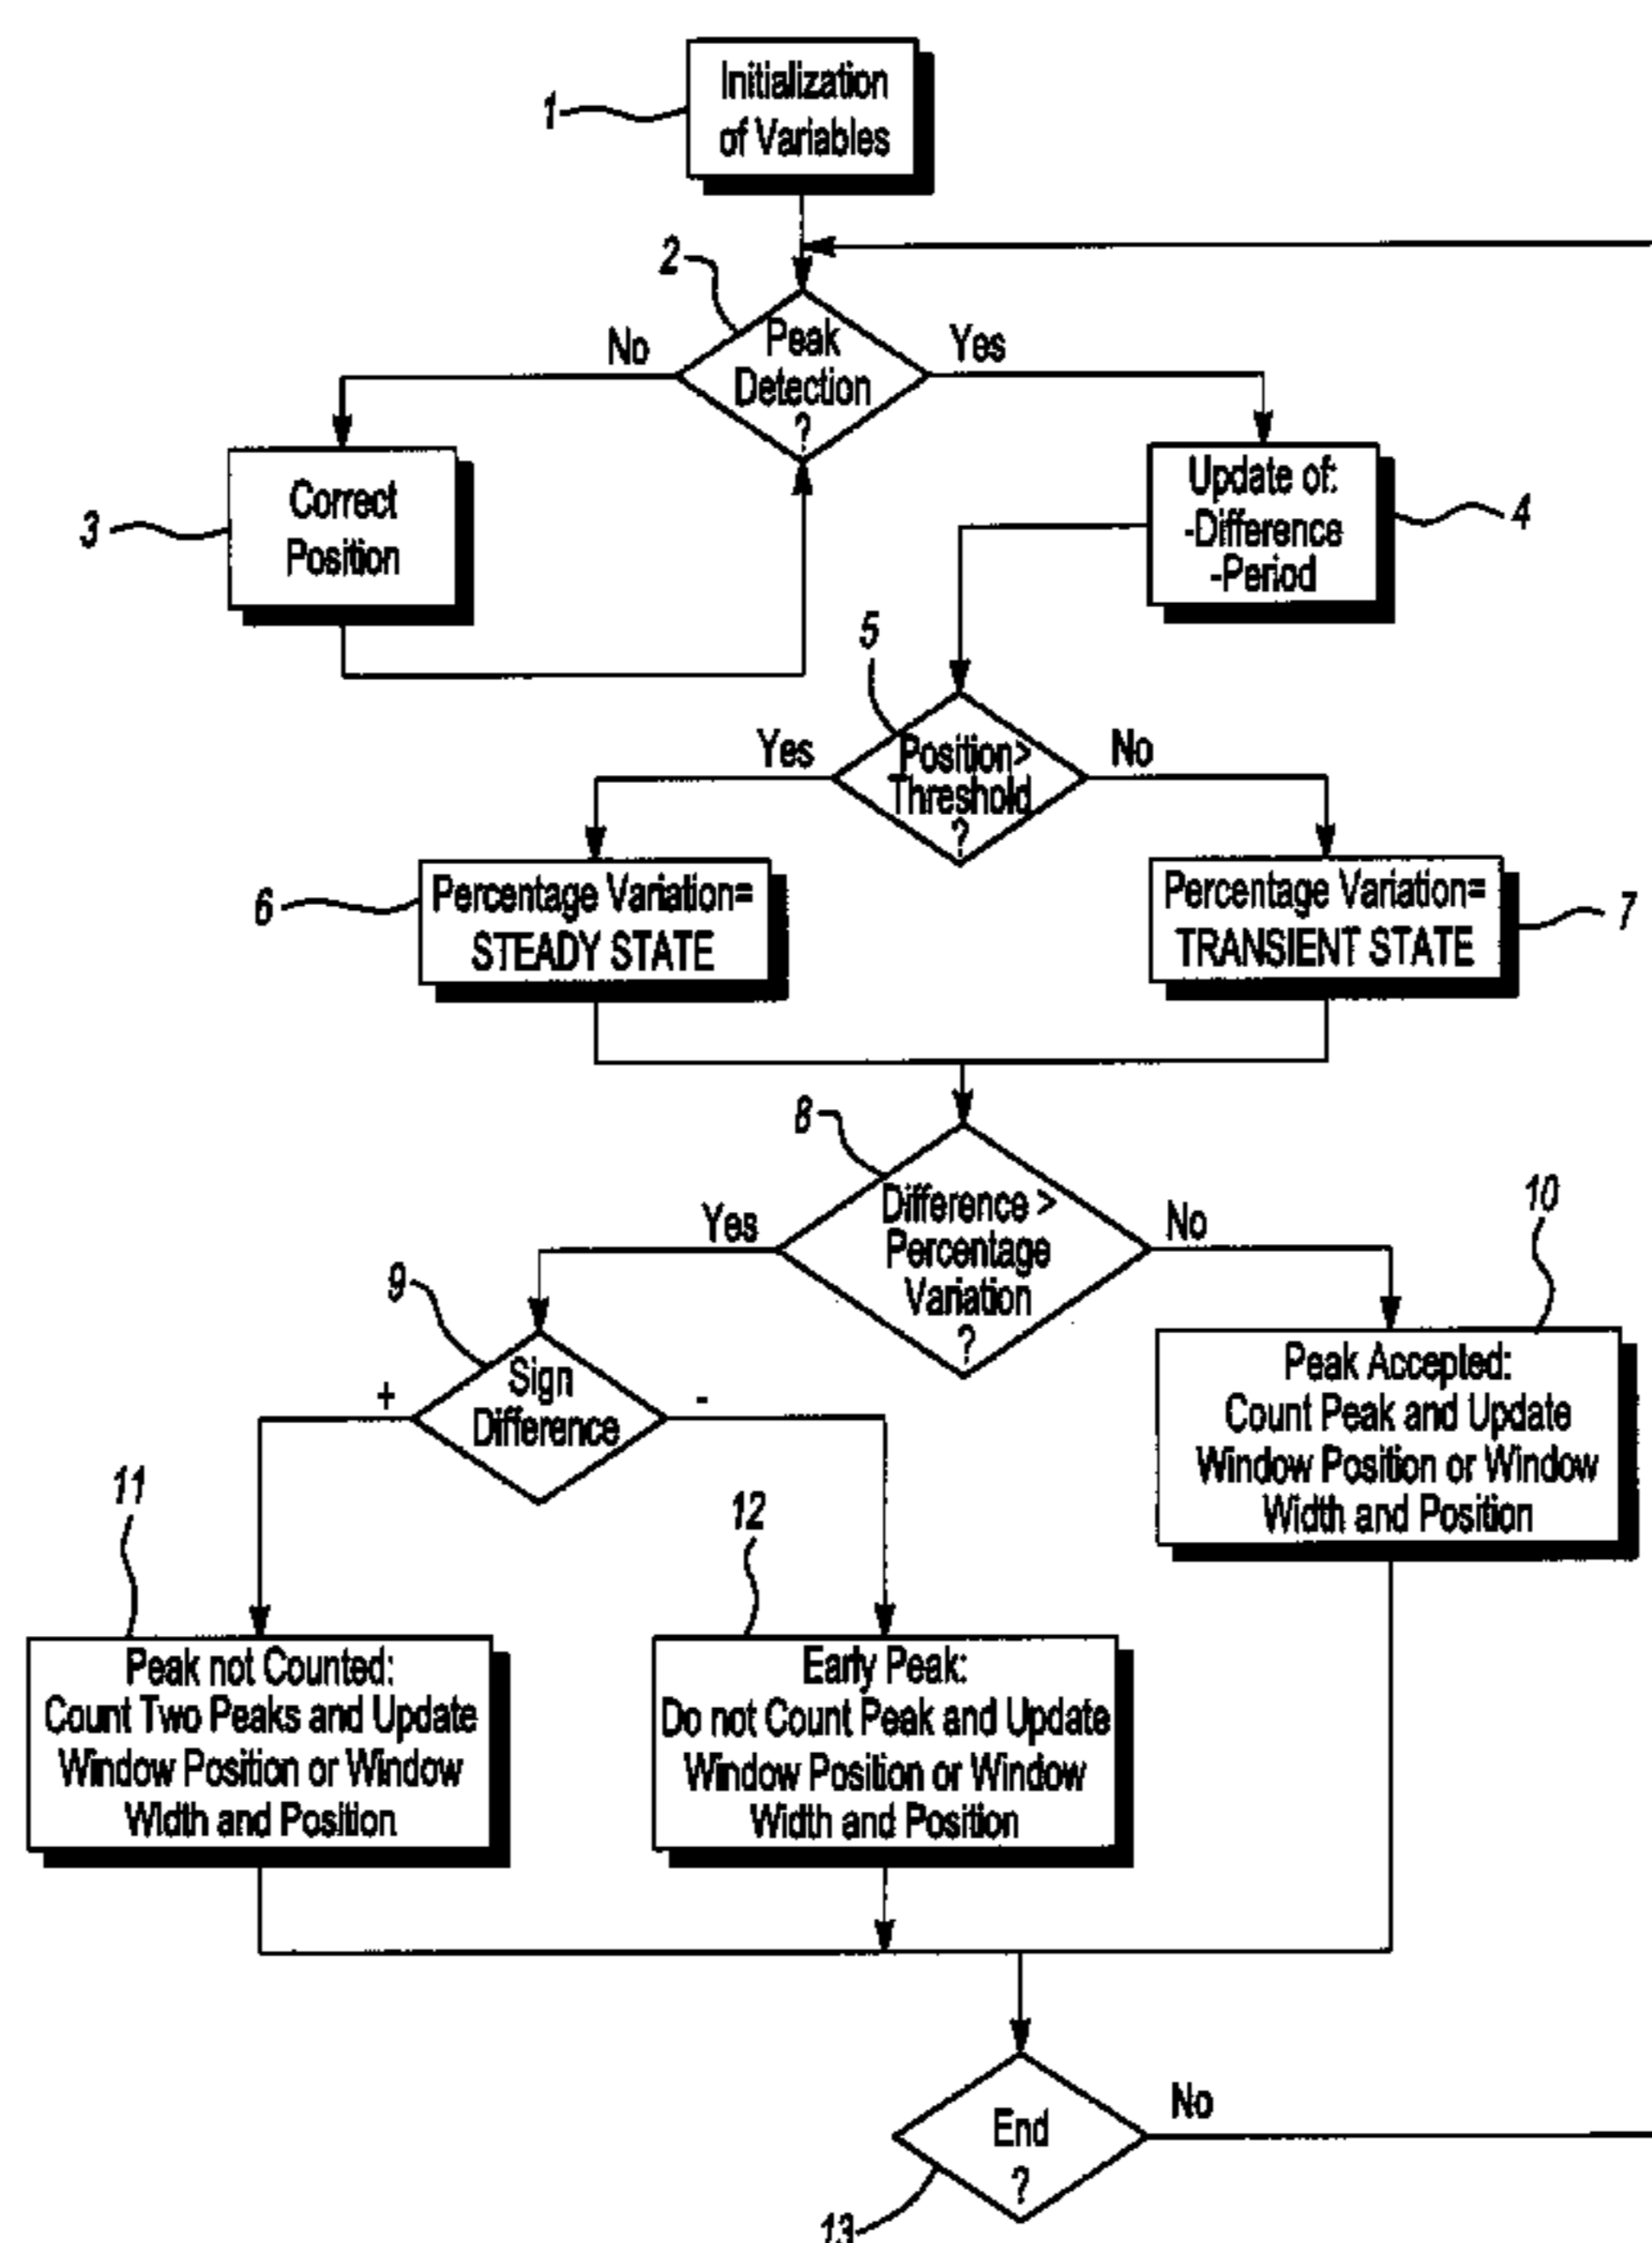 Initialization
of Variables
1
2
No
Peak
Detection
?
Yes
3
Correct
Position
Update of:
-Difference
-Period
4
5
Yes
Position>
Threshold
?
No
6
Percentage Variation=
STEADY STATE
Percentage Variation=
TRANSIENT STATE
7
8
Yes
Difference >
Percentage
Variation
?
No
10
9
+
Sign
Difference
-
Peak Accepted:
Count Peak and Update
Window Position or Window
Width and Position
11
12
Peak not Counted:
Count Two Peaks and Update
Window Position or Window
Width and Position
Early Peak:
Do not Count Peak and Update
Window Position or Window
Width and Position
End
?
No
13